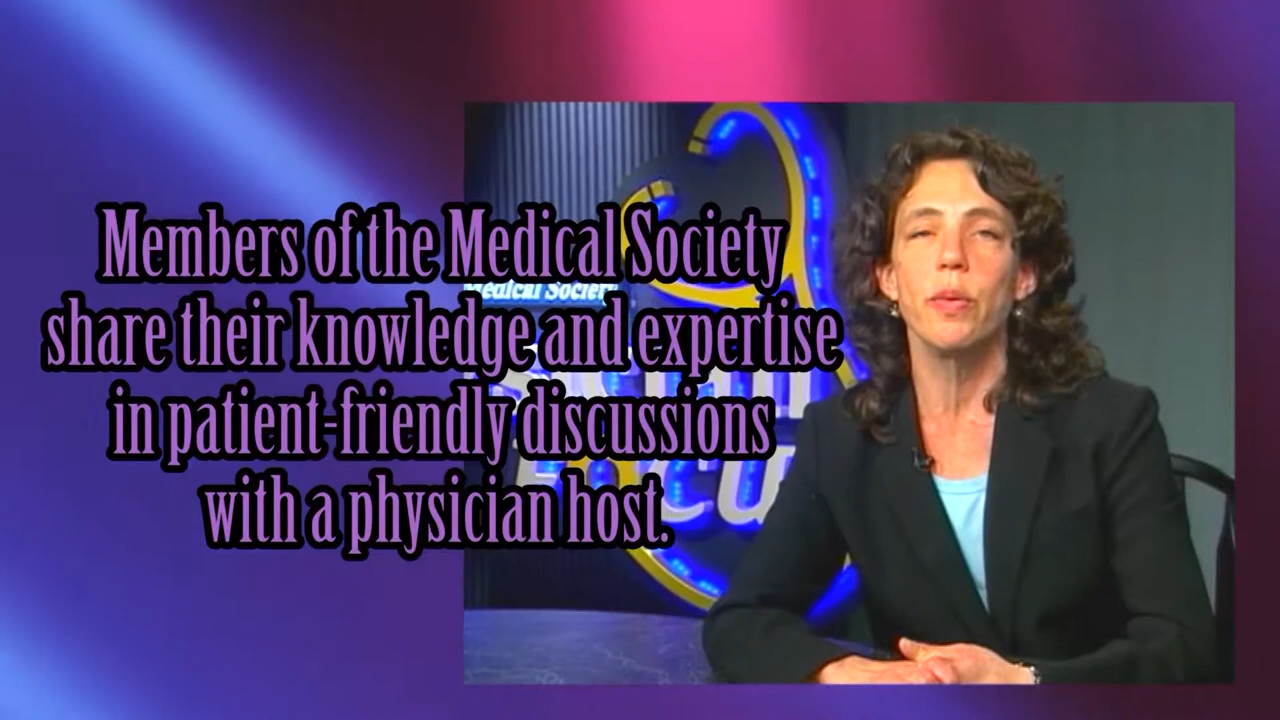 Members of the Medical Society
share their knowledge and expertise
in patient-friendly discussions
with a physician host.
Medical Society